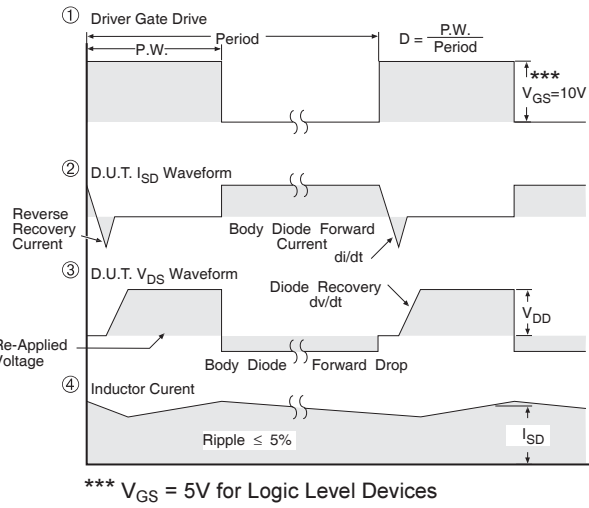 ① Driver Gate Drive
P.W.
Period
D = P.W. / Period
***
VGS=10V
② D.U.T. ISD Waveform
Reverse
Recovery
Current
Body Diode Forward
Current
di/dt
③ D.U.T. VDS Waveform
Diode Recovery
dv/dt
VDD
Re-Applied
Voltage
Body Diode Forward Drop
④ Inductor Curent
Ripple ≤ 5%
ISD
*** VGS = 5V for Logic Level Devices